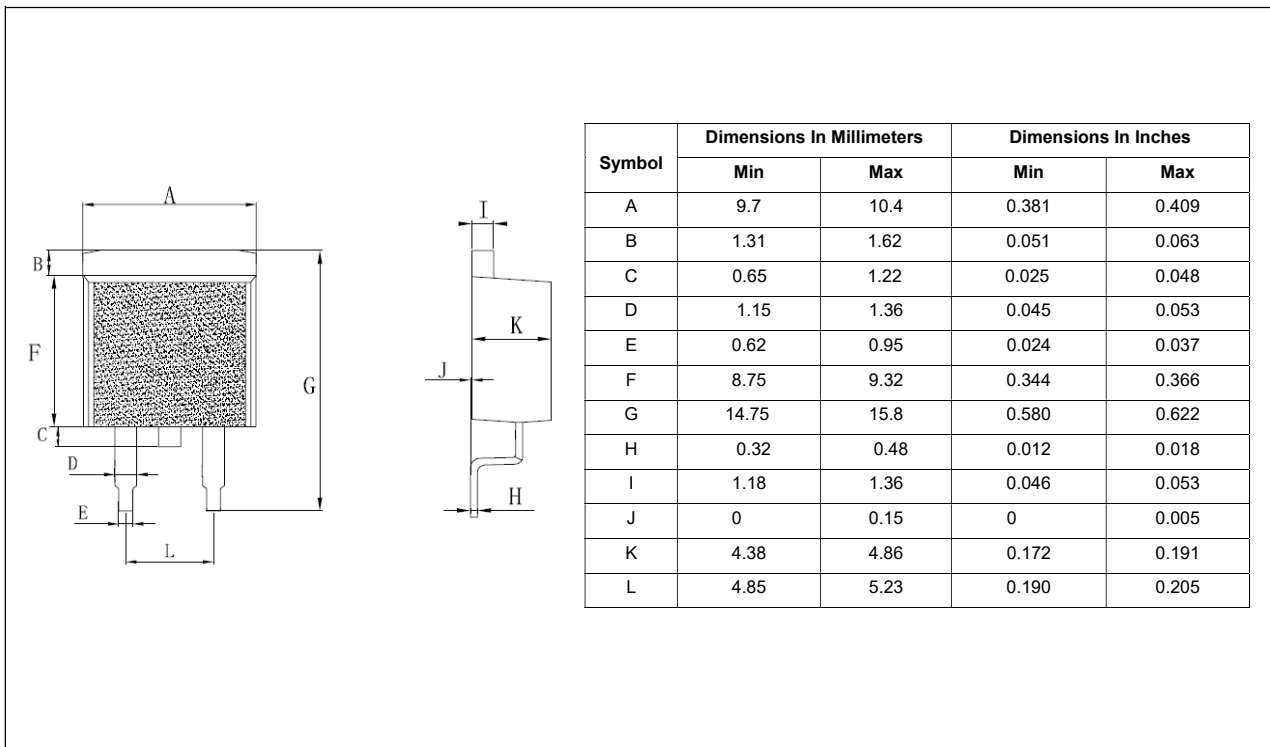 A
B
F
G
C
D
E
L
I
K
J
H
Symbol Dimensions In Millimeters Dimensions In Inches
Min Max Min Max
A 9.7 10.4 0.381 0.409
B 1.31 1.62 0.051 0.063
C 0.65 1.22 0.025 0.048
D 1.15 1.36 0.045 0.053
E 0.62 0.95 0.024 0.037
F 8.75 9.32 0.344 0.366
G 14.75 15.8 0.580 0.622
H 0.32 0.48 0.012 0.018
I 1.18 1.36 0.046 0.053
J 0 0.15 0 0.005
K 4.38 4.86 0.172 0.191
L 4.85 5.23 0.190 0.205